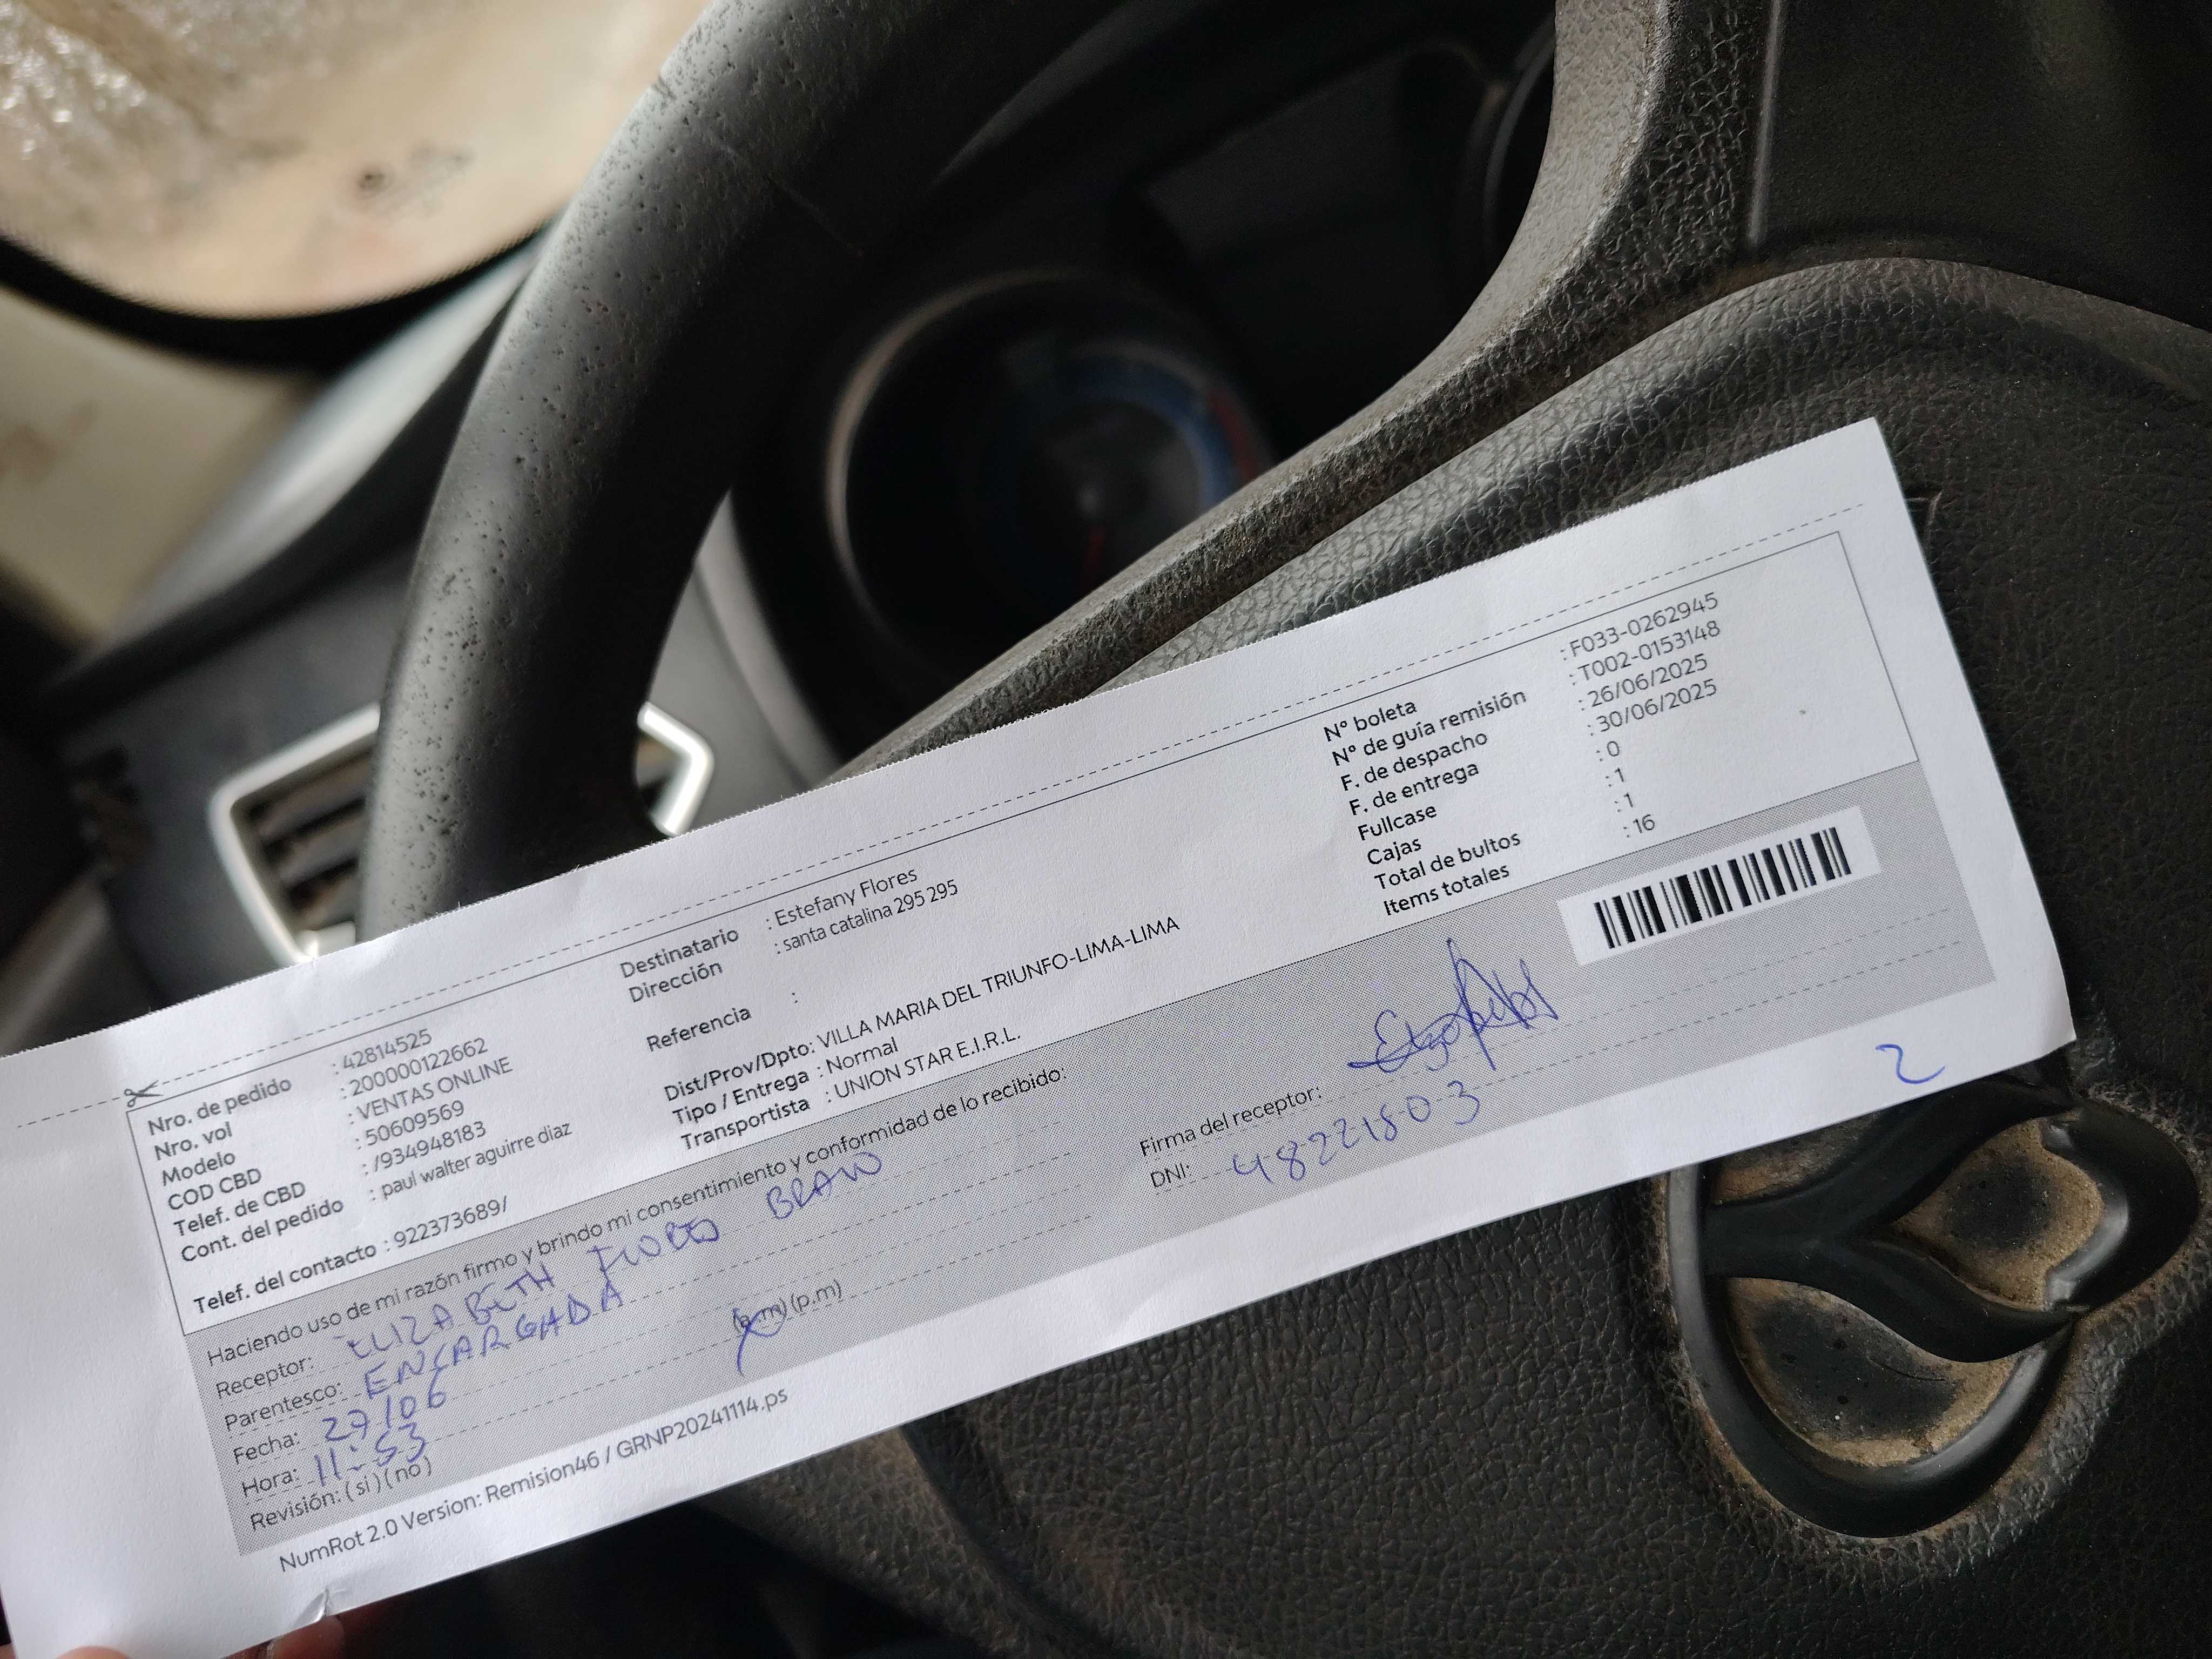 Nro. de pedido : 42814525
Nro. vol : 200000122662
Modelo : VENTAS ONLINE
COD CBD : 50609569
Telef. de CBD : /934948183
Cont. del pedido : paul walter aguirre diaz
Telef. del contacto : 922373689/
Destinatario : Estefany Flores
Dirección : santa catalina 295 295
Referencia :
Dist/Prov/Dpto: VILLA MARIA DEL TRIUNFO-LIMA-LIMA
Tipo / Entrega : Normal
Transportista : UNION STAR E.I.R.L.
N° boleta : F033-0262945
N° de guía remisión : T002-0153148
F. de despacho : 26/06/2025
F. de entrega : 30/06/2025
Fullcase : 0
Cajas : 1
Total de bultos : 1
Items totales : 16
Haciendo uso de mi razón firmo y brindo mi consentimiento y conformidad de lo recibido:
Receptor: ELIZABETH FLORES BRAVO
Parentesco: ENCARGADA
Fecha: 27/06
Hora: 11:53 (a.m) (p.m)
Revisión: ( si ) ( no )
Firma del receptor:
DNI: 48221803
2
NumRot 2.0 Version: Remision46 / GRNP20241114.ps